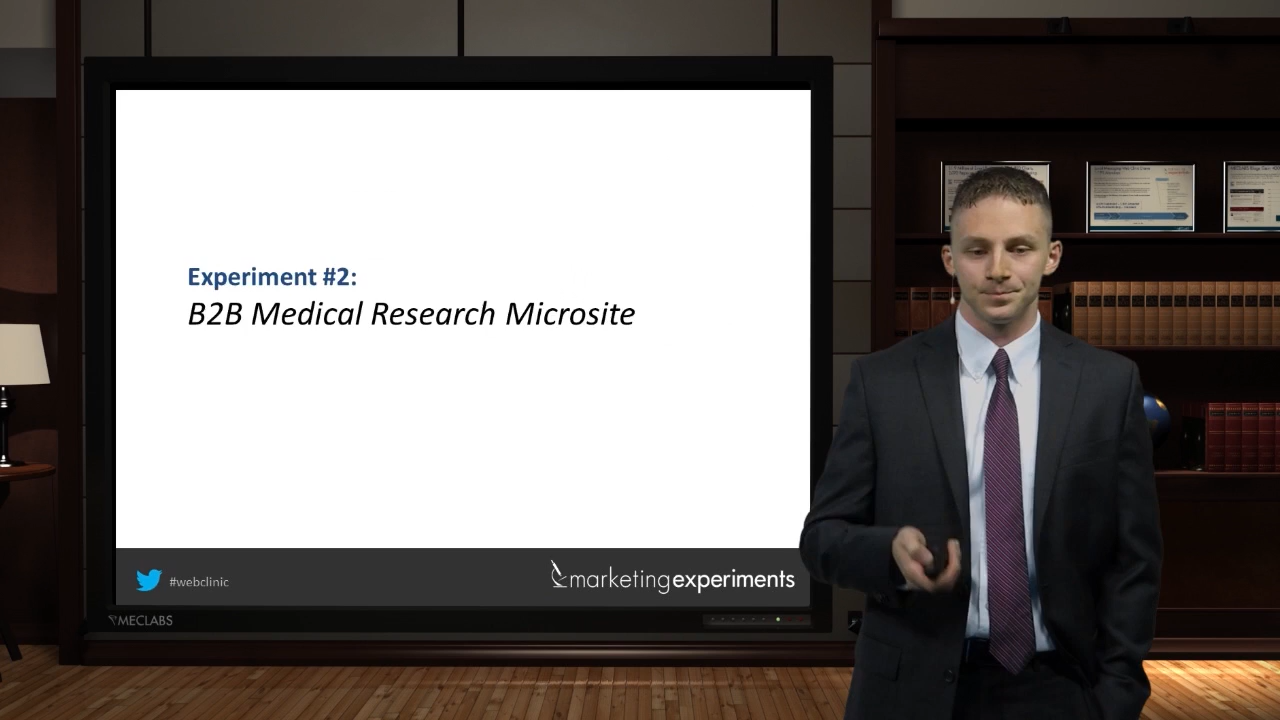 Experiment #2:
B2B Medical Research Microsite
#webclinic
marketingexperiments
MECLABS